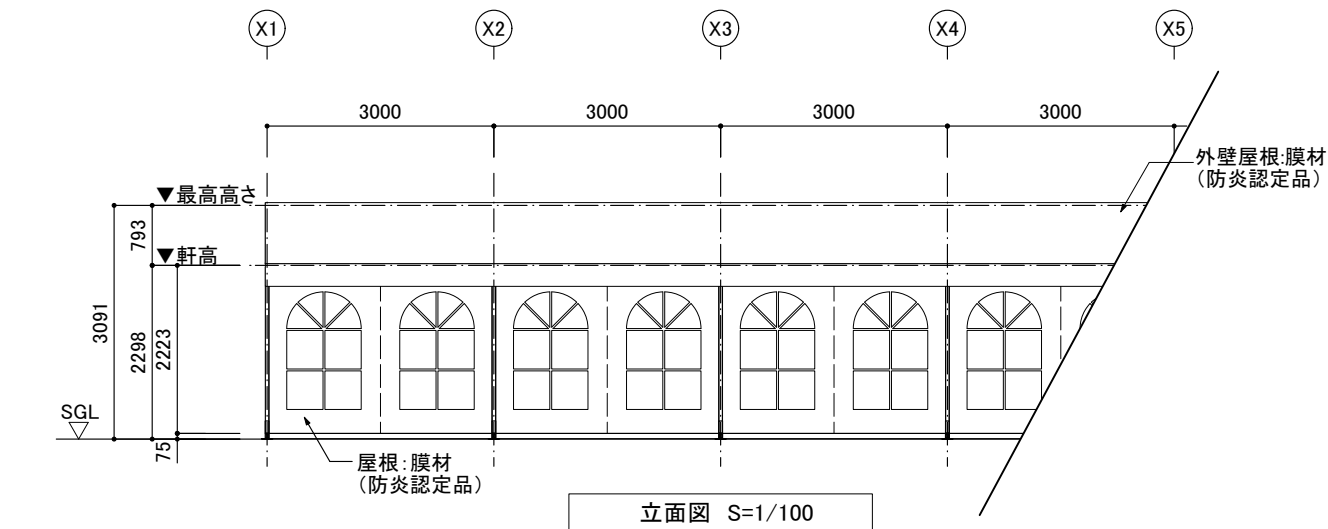 X1 X2 X3 X4 X5
3000 3000 3000 3000
外壁屋根:膜材
(防炎認定品)
▼最高高さ
793
▼軒高
3091
2298
2223
SGL
75
屋根:膜材
(防炎認定品)
立面図 S=1/100